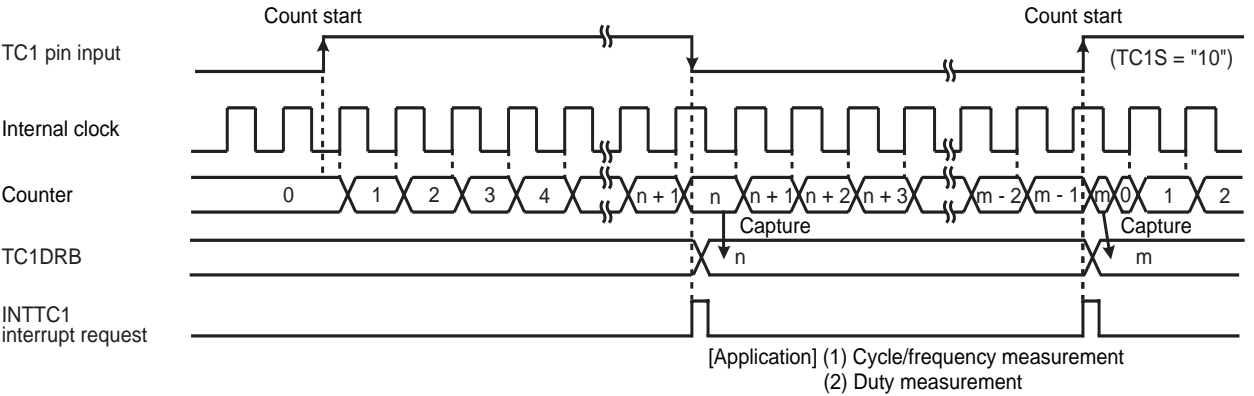 Count start
Count start
TC1 pin input
(TC1S = "10")
Internal clock
Counter
0 1 2 3 4 n + 1 n n + 1 n + 2 n + 3 m - 2 m - 1 m 0 1 2
Capture
Capture
TC1DRB
n
m
INTTC1
interrupt request
[Application] (1) Cycle/frequency measurement
(2) Duty measurement